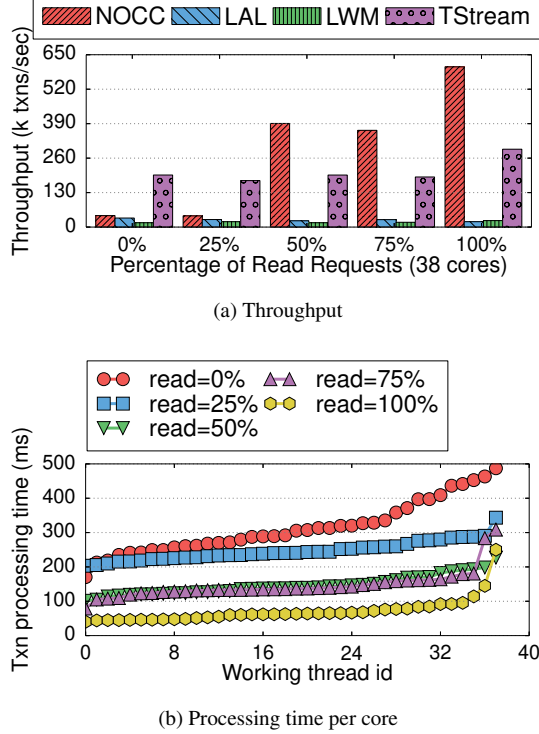 NOCC LAL LWM TStream
Throughput (k txns/sec)
650
520
390
260
130
0
0% 25% 50% 75% 100%
Percentage of Read Requests (38 cores)
(a) Throughput
read=0% read=75%
read=25% read=100%
read=50%
Txn processing time (ms)
500
400
300
200
100
0
0 8 16 24 32 40
Working thread id
(b) Processing time per core